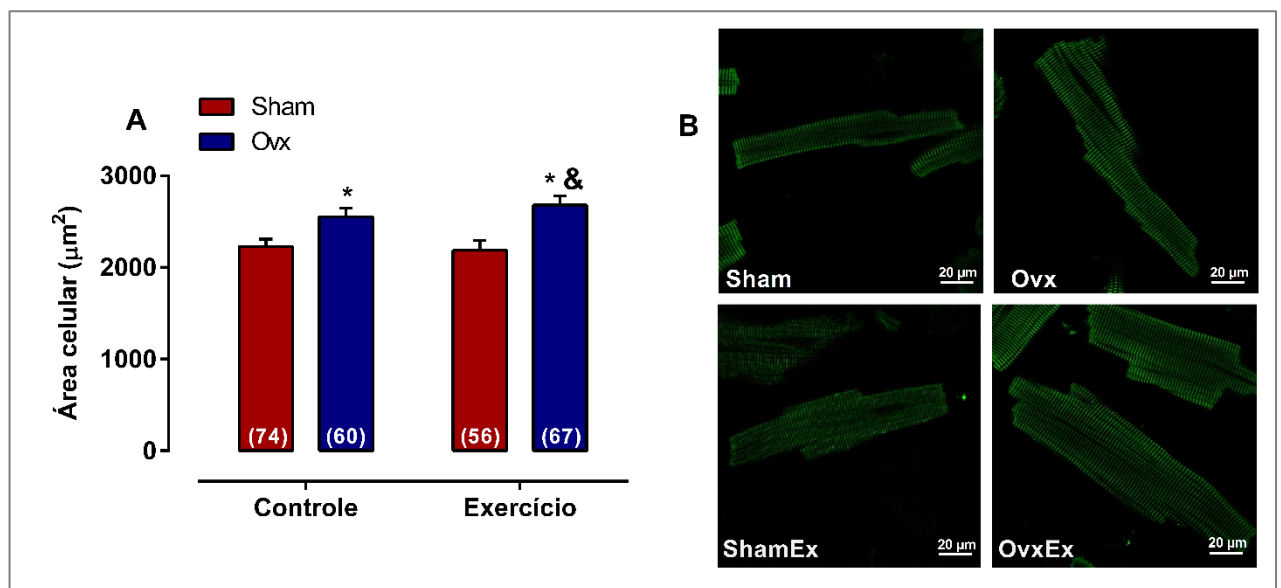 A
Sham
Ovx
Área celular (µm²)
3000
2000
1000
0
*
* &
(74)
(60)
(56)
(67)
Controle
Exercício
B
Sham
20 µm
Ovx
20 µm
ShamEx
20 µm
OvxEx
20 µm